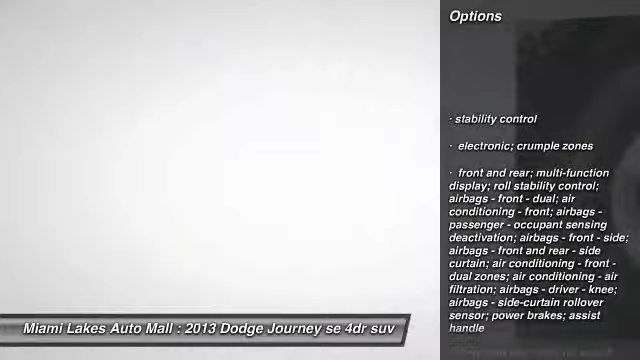 Options
· stability control
· electronic; crumple zones
· front and rear; multi-function
display; roll stability control;
airbags - front - dual; air
conditioning - front; airbags -
passenger - occupant sensing
deactivation; airbags - front - side;
airbags - front and rear - side
curtain; air conditioning - front -
dual zones; air conditioning - air
filtration; airbags - driver - knee;
airbags - side-curtain rollover
sensor; power brakes; assist
handle
Miami Lakes Auto Mall : 2013 Dodge Journey se 4dr suv